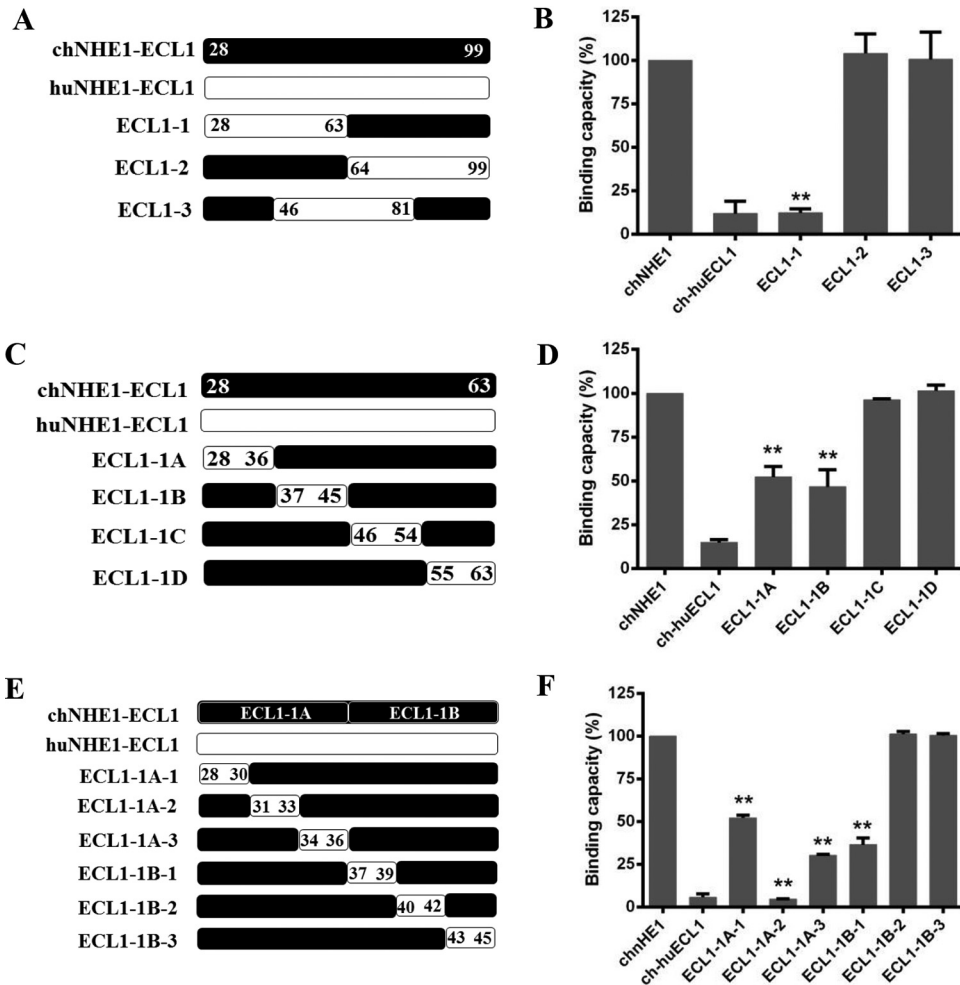 A
chNHE1-ECL1 28 99
huNHE1-ECL1
ECL1-1 28 63
ECL1-2 64 99
ECL1-3 46 81
B
Binding capacity (%)
125
100
75
50
25
0
**
chNHE1
ch-huECL1
ECL1-1
ECL1-2
ECL1-3
C
chNHE1-ECL1 28 63
huNHE1-ECL1
ECL1-1A 28 36
ECL1-1B 37 45
ECL1-1C 46 54
ECL1-1D 55 63
D
Binding capacity (%)
125
100
75
50
25
0
** **
chNHE1
ch-huECL1
ECL1-1A
ECL1-1B
ECL1-1C
ECL1-1D
E
chNHE1-ECL1 ECL1-1A ECL1-1B
huNHE1-ECL1
ECL1-1A-1 28 30
ECL1-1A-2 31 33
ECL1-1A-3 34 36
ECL1-1B-1 37 39
ECL1-1B-2 40 42
ECL1-1B-3 43 45
F
Binding capacity (%)
125
100
75
50
25
0
** ** ** **
chnHE1
ch-huECL1
ECL1-1A-1
ECL1-1A-2
ECL1-1A-3
ECL1-1B-1
ECL1-1B-2
ECL1-1B-3